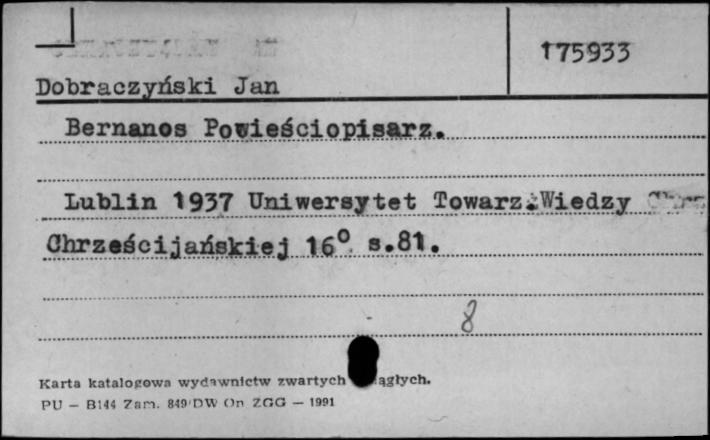 175933
Dobraczyński Jan
Bernanos Powieściopisarz.
Lublin 1937 Uniwersytet Towarz.Wiedzy
Chrześcijańskiej 16° s.81.
8
Karta katalogowa wydawnictw zwartych
PU — B144 Zam. 849/DW On ZGG — 1991